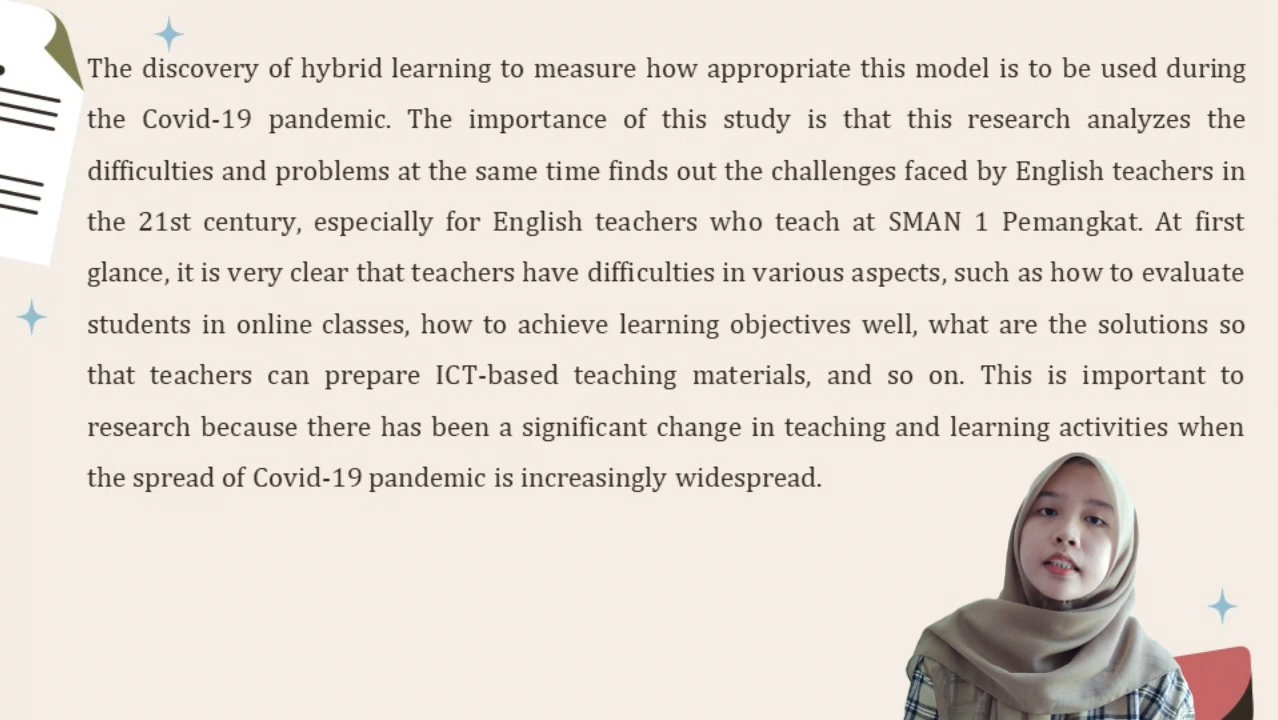 The discovery of hybrid learning to measure how appropriate this model is to be used during
the Covid-19 pandemic. The importance of this study is that this research analyzes the
difficulties and problems at the same time finds out the challenges faced by English teachers in
the 21st century, especially for English teachers who teach at SMAN 1 Pemangkat. At first
glance, it is very clear that teachers have difficulties in various aspects, such as how to evaluate
students in online classes, how to achieve learning objectives well, what are the solutions so
that teachers can prepare ICT-based teaching materials, and so on. This is important to
research because there has been a significant change in teaching and learning activities when
the spread of Covid-19 pandemic is increasingly widespread.